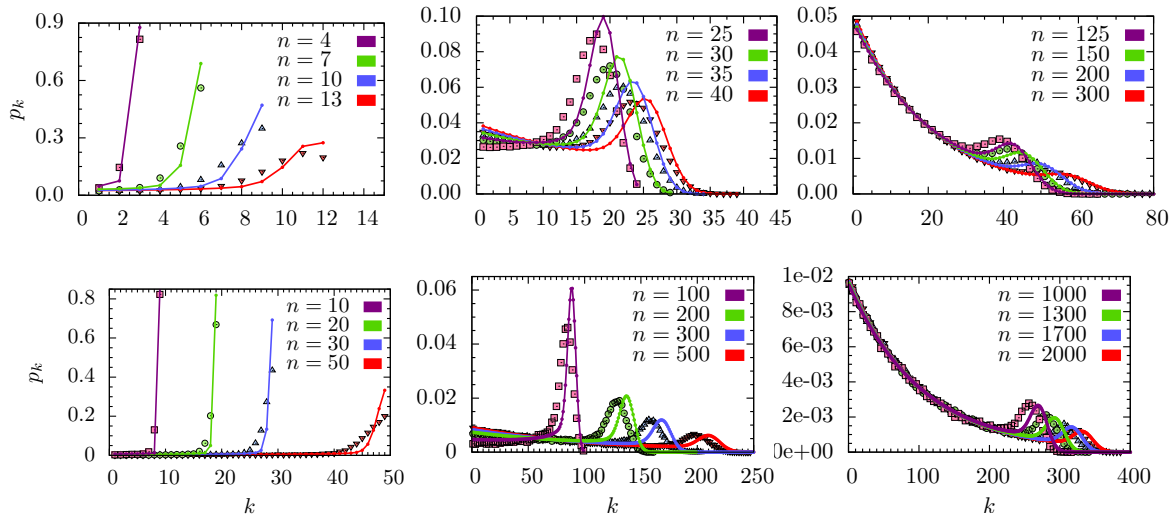 0.9
0.6
0.3
0.0
p_k
n = 4
n = 7
n = 10
n = 13
2 4 6 8 10 12 14
k
0.10
0.08
0.06
0.04
0.02
0.00
n = 25
n = 30
n = 35
n = 40
0 5 10 15 20 25 30 35 40 45
k
0.05
0.04
0.03
0.02
0.01
0.00
n = 125
n = 150
n = 200
n = 300
0 20 40 60 80
k
0.8
0.6
0.4
0.2
0
p_k
n = 10
n = 20
n = 30
n = 50
0 10 20 30 40 50
k
0.06
0.04
0.02
0
n = 100
n = 200
n = 300
n = 500
0 50 100 150 200 250
k
1e-02
8e-03
6e-03
4e-03
2e-03
0e+00
n = 1000
n = 1300
n = 1700
n = 2000
0 100 200 300 400
k